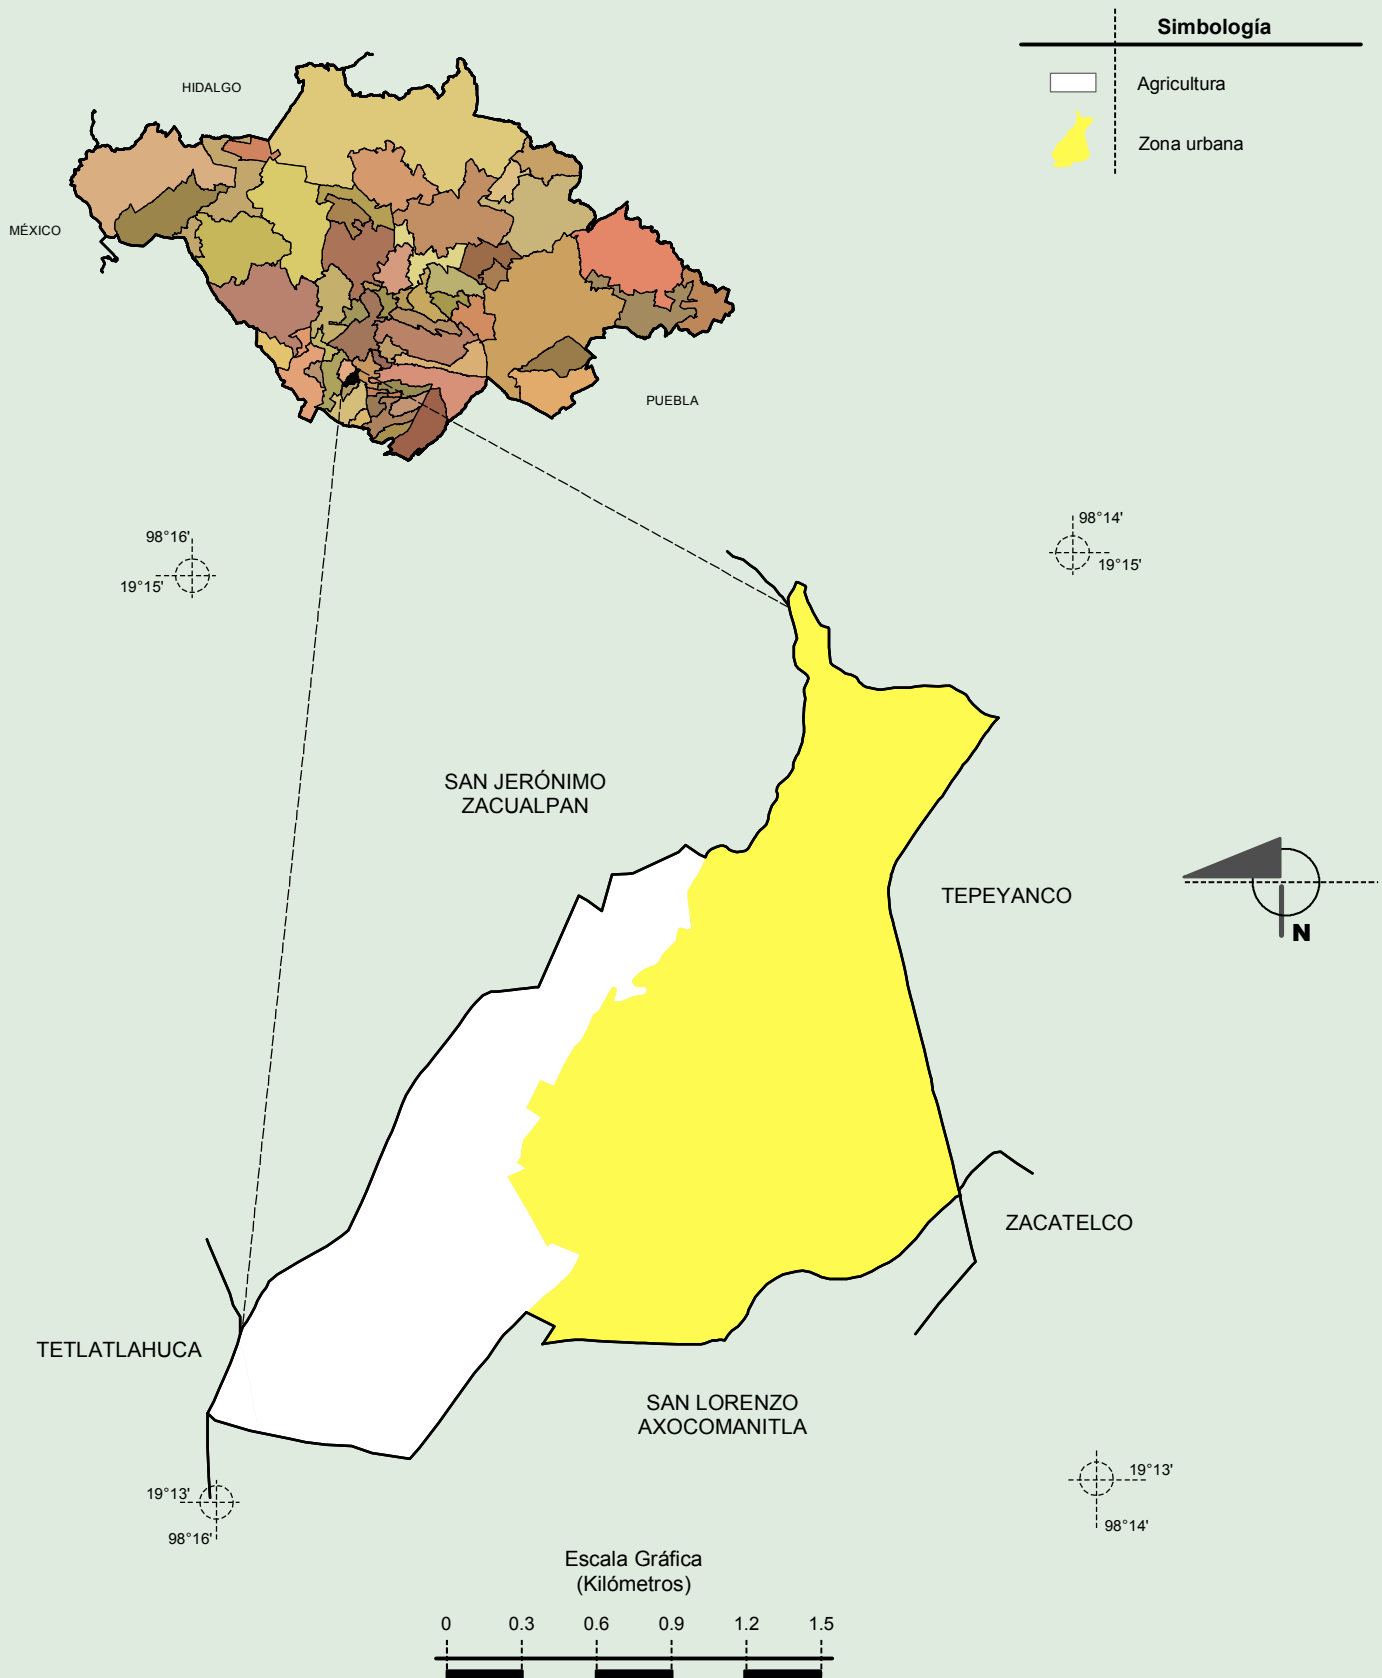 Simbología
HIDALGO
Agricultura
Zona urbana
MÉXICO
PUEBLA
98°14'
98°16'
19°15'
19°15'
SAN JERÓNIMO
ZACUALPAN
TEPEYANCO
N
ZACATELCO
TETLATLAHUCA
SAN LORENZO
AXOCOMANITLA
19°13'
19°13'
98°14'
98°16'
Escala Gráfica
(Kilómetros)
0 0.3 0.6 0.9 1.2 1.5